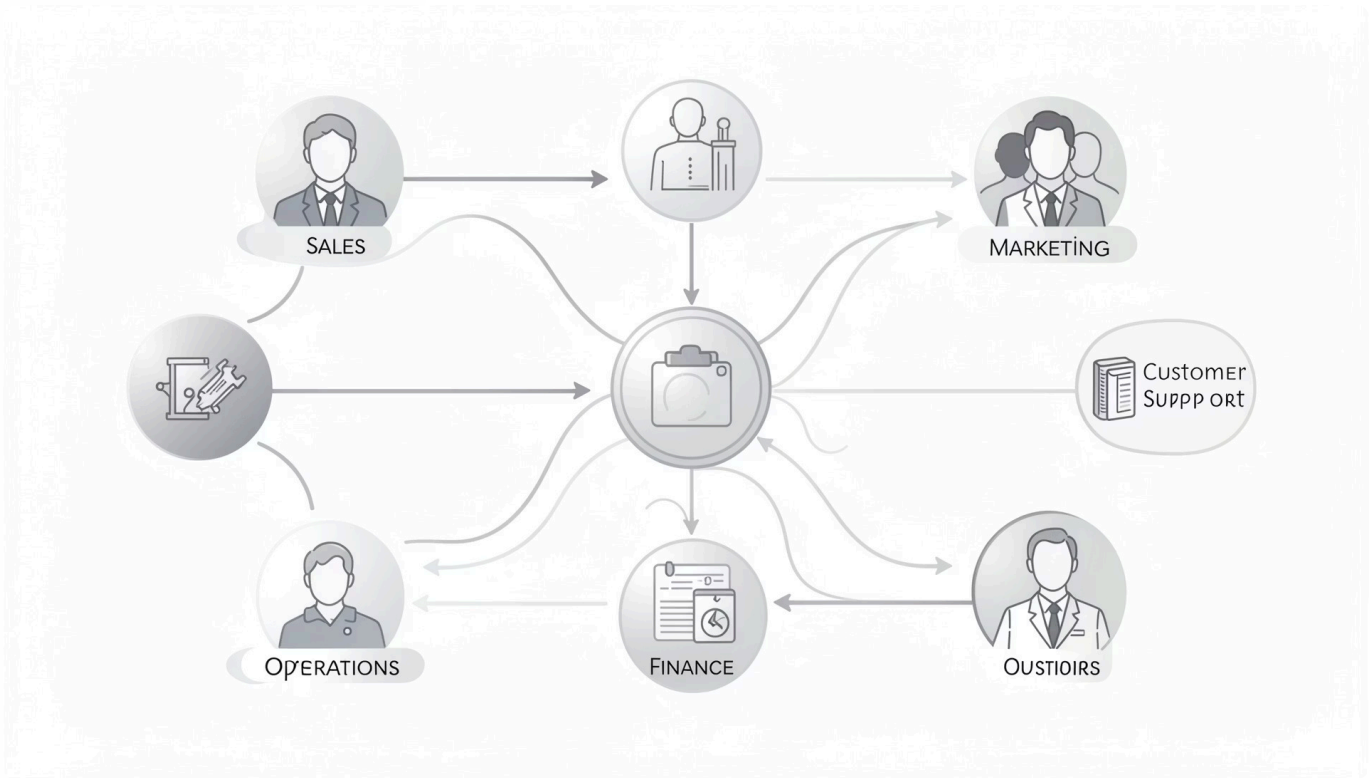 SALES
MARKETING
Customer
Suppp ort
OPERATIONS
FINANCE
OUSTIOIRS